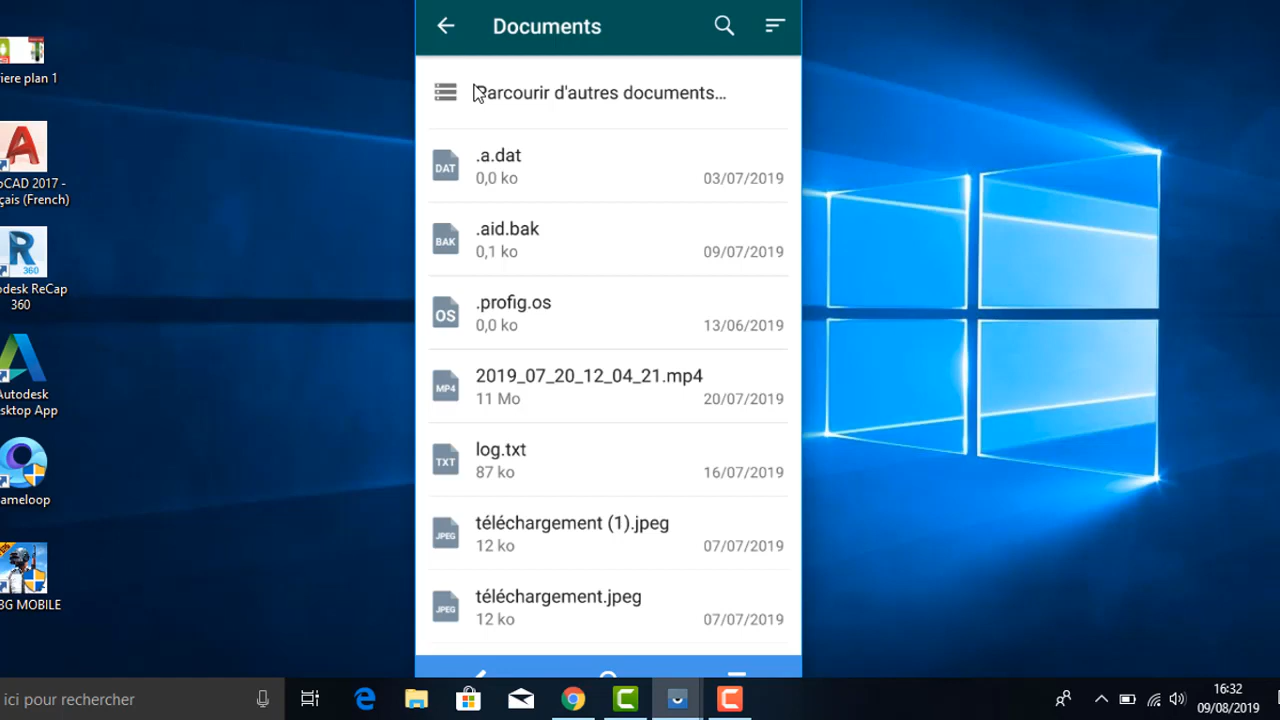 Documents
Parcourir d'autres documents...
DAT
.a.dat
0,0 ko
03/07/2019
BAK
.aid.bak
0,1 ko
09/07/2019
OS
.profig.os
0,0 ko
13/06/2019
MP4
2019_07_20_12_04_21.mp4
11 Mo
20/07/2019
TXT
log.txt
87 ko
16/07/2019
JPEG
téléchargement (1).jpeg
12 ko
07/07/2019
JPEG
téléchargement.jpeg
12 ko
07/07/2019
iere plan 1
oCAD 2017 -
çais (French)
R
360
odesk ReCap
360
Autodesk
sktop App
ameloop
BG MOBILE
ici pour rechercher
16:32
09/08/2019